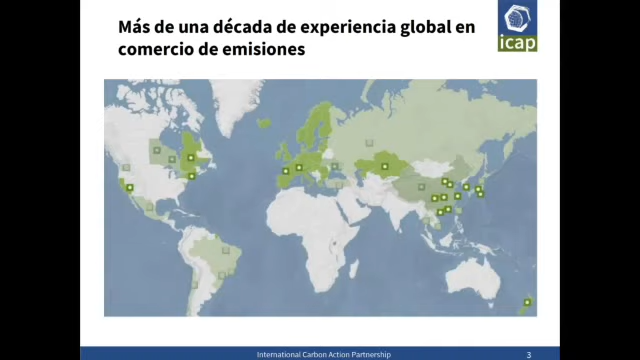 Más de una década de experiencia global en
comercio de emisiones
icap
International Carbon Action Partnership
3